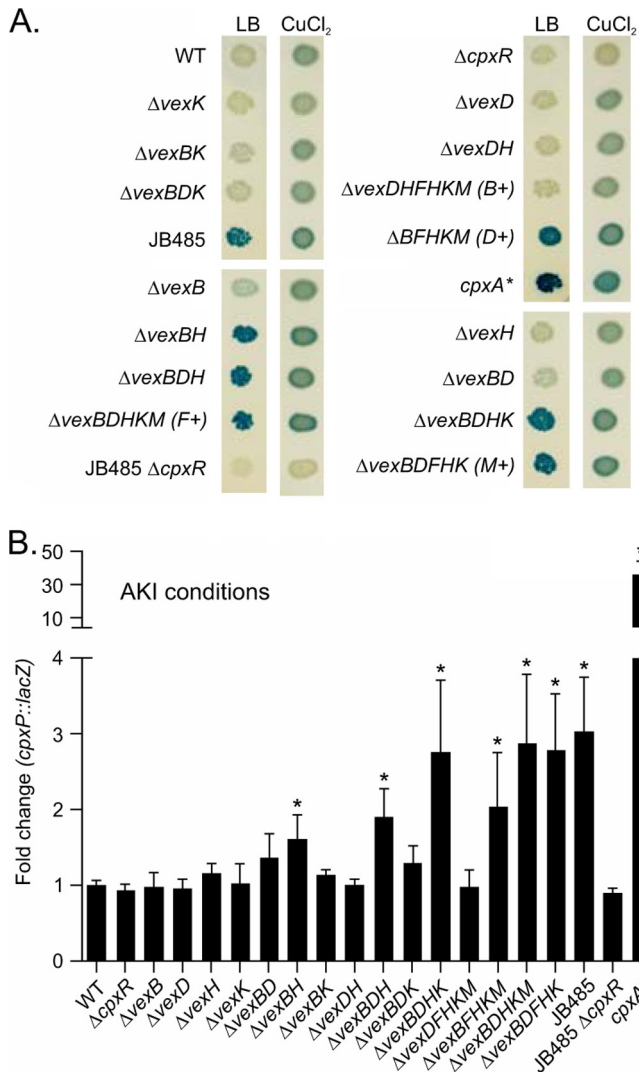 A.
LB CuCl₂
WT
ΔvexK
ΔvexBK
ΔvexBDK
JB485
ΔvexB
ΔvexBH
ΔvexBDH
ΔvexBDHKM (F+)
JB485 ΔcpxR
LB CuCl₂
ΔcpxR
ΔvexD
ΔvexDH
ΔvexDHFHKM (B+)
ΔBFHKM (D+)
cpxA*
ΔvexH
ΔvexBD
ΔvexBDHK
ΔvexBDFHK (M+)
B.
AKI conditions
Fold change (cpxP::lacZ)
50
30
10
4
3
2
1
0
* * * * * * *
WT
ΔcpxR
ΔvexB
ΔvexD
ΔvexH
ΔvexK
ΔvexBD
ΔvexBH
ΔvexBK
ΔvexDH
ΔvexBDH
ΔvexBDK
ΔvexBDHK
ΔvexDFHKM
ΔvexBFHKM
ΔvexBDHKM
ΔvexBDFHK
JB485
JB485 ΔcpxR
cpxA